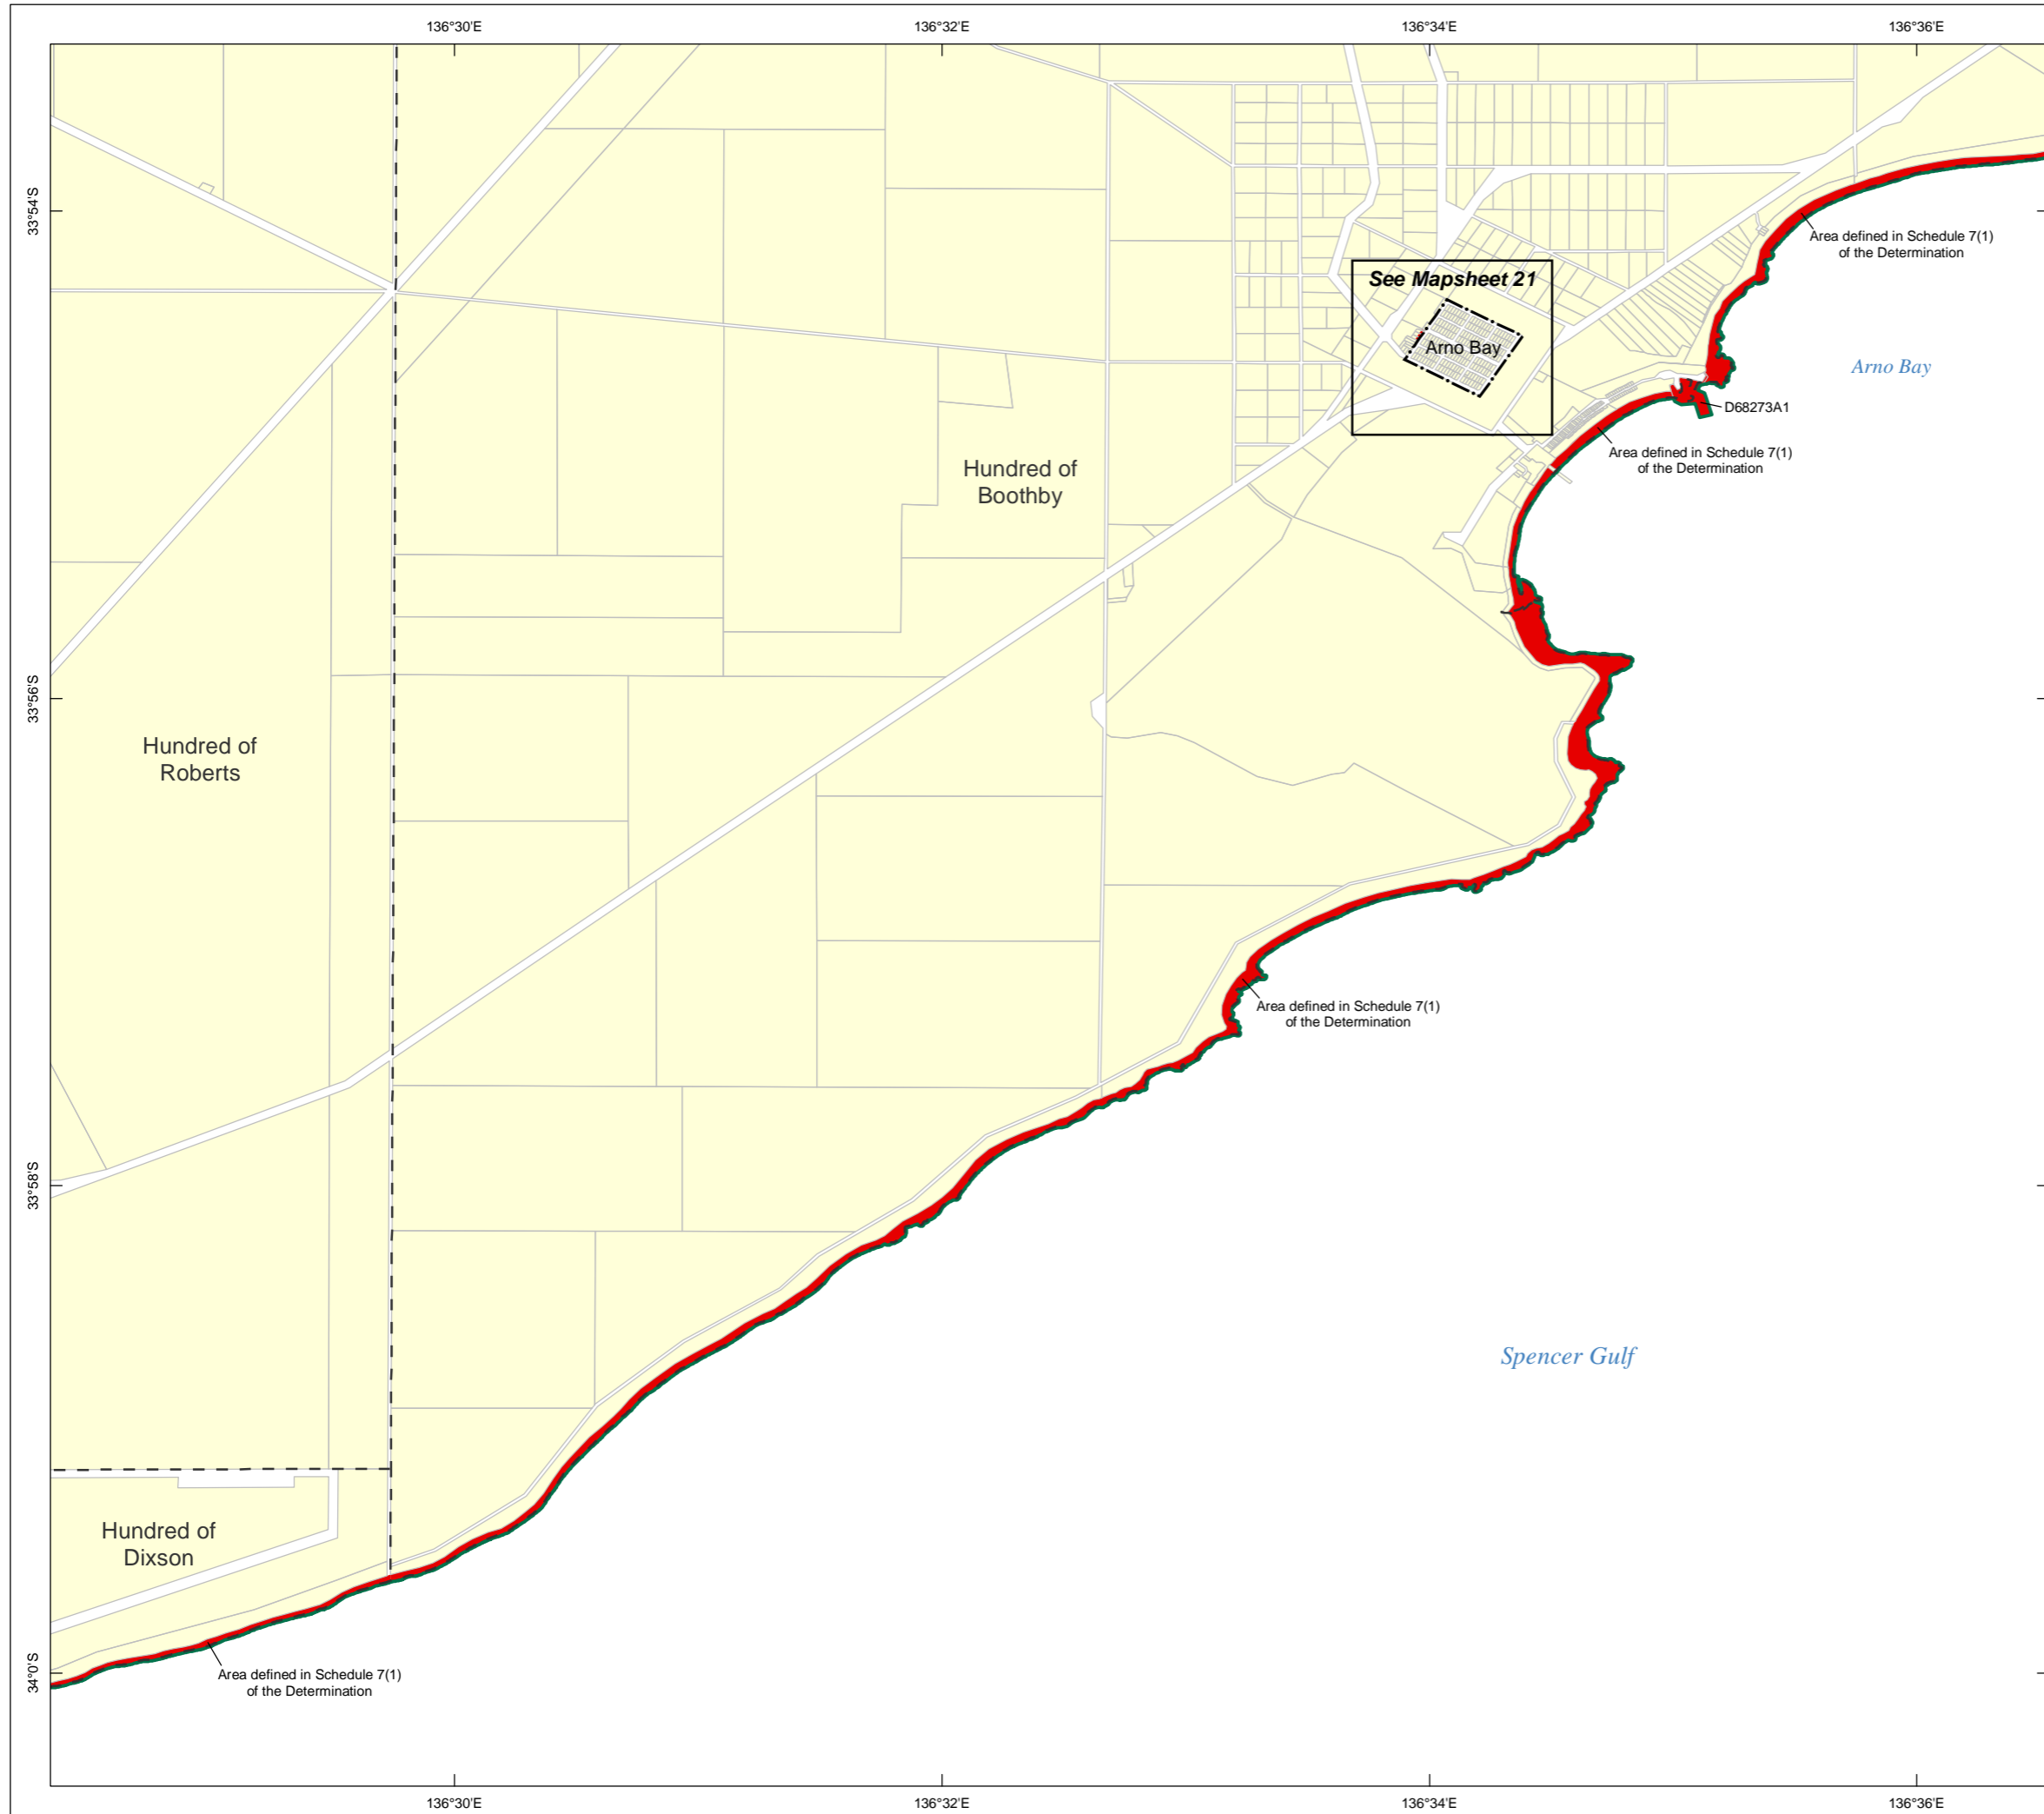 136°30'E
136°32'E
136°34'E
136°36'E
33°54'S
Area defined in Schedule 7(1)
of the Determination
See Mapsheet 21
Arno Bay
Arno Bay
D68273A1
Area defined in Schedule 7(1)
of the Determination
Hundred of
Boothby
33°56'S
Hundred of
Roberts
Area defined in Schedule 7(1)
of the Determination
33°58'S
Spencer Gulf
Hundred of
Dixson
34°0'S
Area defined in Schedule 7(1)
of the Determination
136°30'E
136°32'E
136°34'E
136°36'E